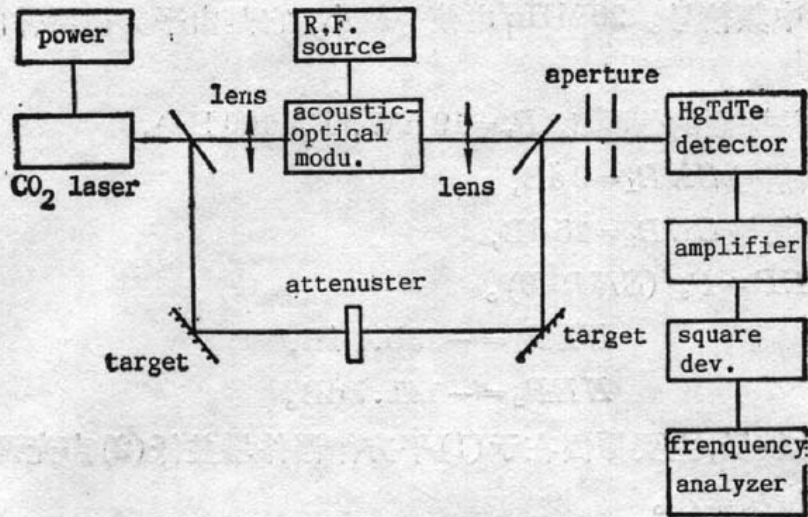 power
R,F.
source
lens
acoustic-
optical
modu.
aperture
HgTdTe
detector
CO₂ laser
lens
amplifier
attenuster
target
target
square
dev.
frenquency
analyzer